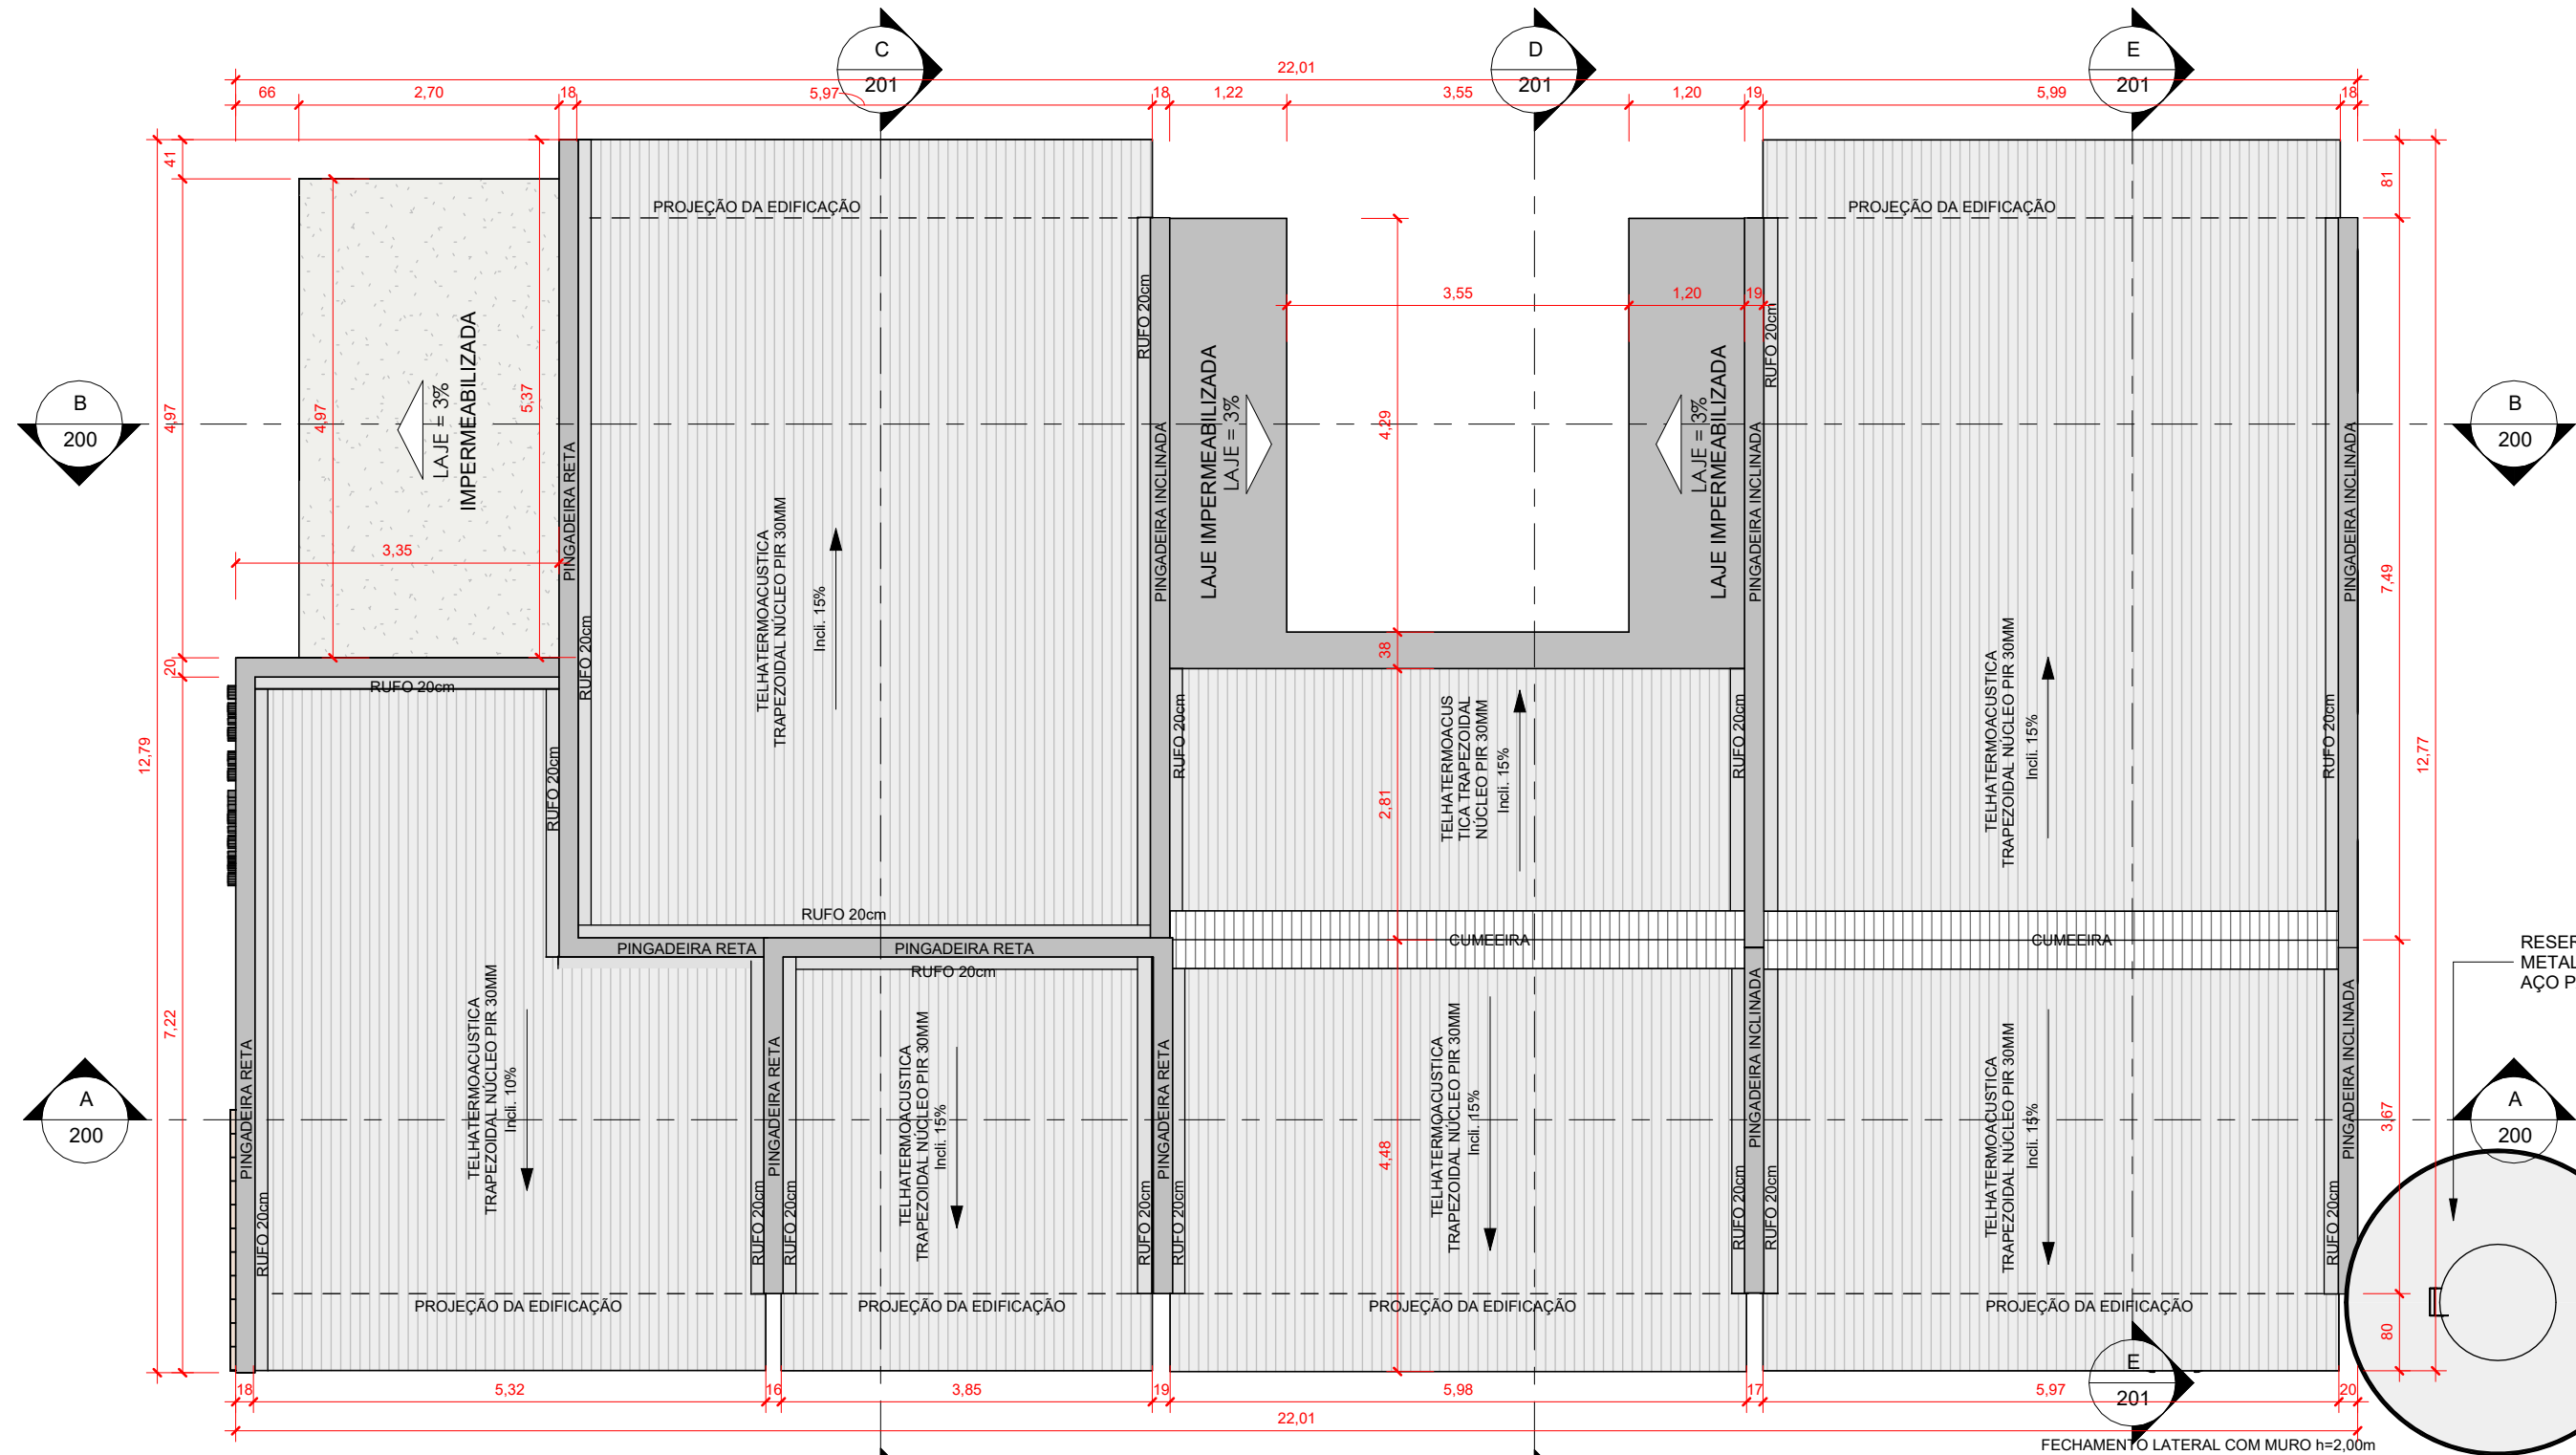 C
201
D
201
E
201
22,01
66
2,70
18
5,97
18
1,22
3,55
1,20
19
5,99
18
41
81
PROJEÇÃO DA EDIFICAÇÃO
PROJEÇÃO DA EDIFICAÇÃO
RUFO 20cm
3,55
1,20
19
RUFO 20cm
B
200
4,97
4,97
LAJE = 3%
IMPERMEABILIZADA
5,37
PINGADEIRA RETA
PINGADEIRA INCLINADA
LAJE IMPERMEABILIZADA
LAJE = 3%
4,29
LAJE = 3%
LAJE IMPERMEABILIZADA
PINGADEIRA INCLINADA
PINGADEIRA INCLINADA
B
200
3,35
TELHATERMOACUSTICA
TRAPEZOIDAL NÚCLEO PIR 30MM
Incli. 15%
7,49
20
RUFO 20cm
RUFO 20cm
38
12,79
RUFO 20cm
RUFO 20cm
TELHATERMOACUS
TICA TRAPEZOIDAL
NÚCLEO PIR 30MM
Incli. 15%
2,81
RUFO 20cm
TELHATERMOACUSTICA
TRAPEZOIDAL NÚCLEO PIR 30MM
Incli. 15%
RUFO 20cm
12,77
RUFO 20cm
PINGADEIRA RETA
PINGADEIRA RETA
CUMEEIRA
CUMEEIRA
RUFO 20cm
RESER
METAL
AÇO P
7,22
A
200
PINGADEIRA RETA
TELHATERMOACUSTICA
TRAPEZOIDAL NÚCLEO PIR 30MM
Incli. 10%
PINGADEIRA RETA
TELHATERMOACUSTICA
TRAPEZOIDAL NÚCLEO PIR 30MM
Incli. 15%
PINGADEIRA RETA
4,48
TELHATERMOACUSTICA
TRAPEZOIDAL NÚCLEO PIR 30MM
Incli. 15%
PINGADEIRA INCLINADA
TELHATERMOACUSTICA
TRAPEZOIDAL NÚCLEO PIR 30MM
Incli. 15%
PINGADEIRA INCLINADA
3,67
A
200
RUFO 20cm
RUFO 20cm
RUFO 20cm
RUFO 20cm
RUFO 20cm
RUFO 20cm
RUFO 20cm
RUFO 20cm
PROJEÇÃO DA EDIFICAÇÃO
PROJEÇÃO DA EDIFICAÇÃO
PROJEÇÃO DA EDIFICAÇÃO
PROJEÇÃO DA EDIFICAÇÃO
80
E
201
18
5,32
16
3,85
19
5,98
17
5,97
20
22,01
FECHAMENTO LATERAL COM MURO h=2,00m